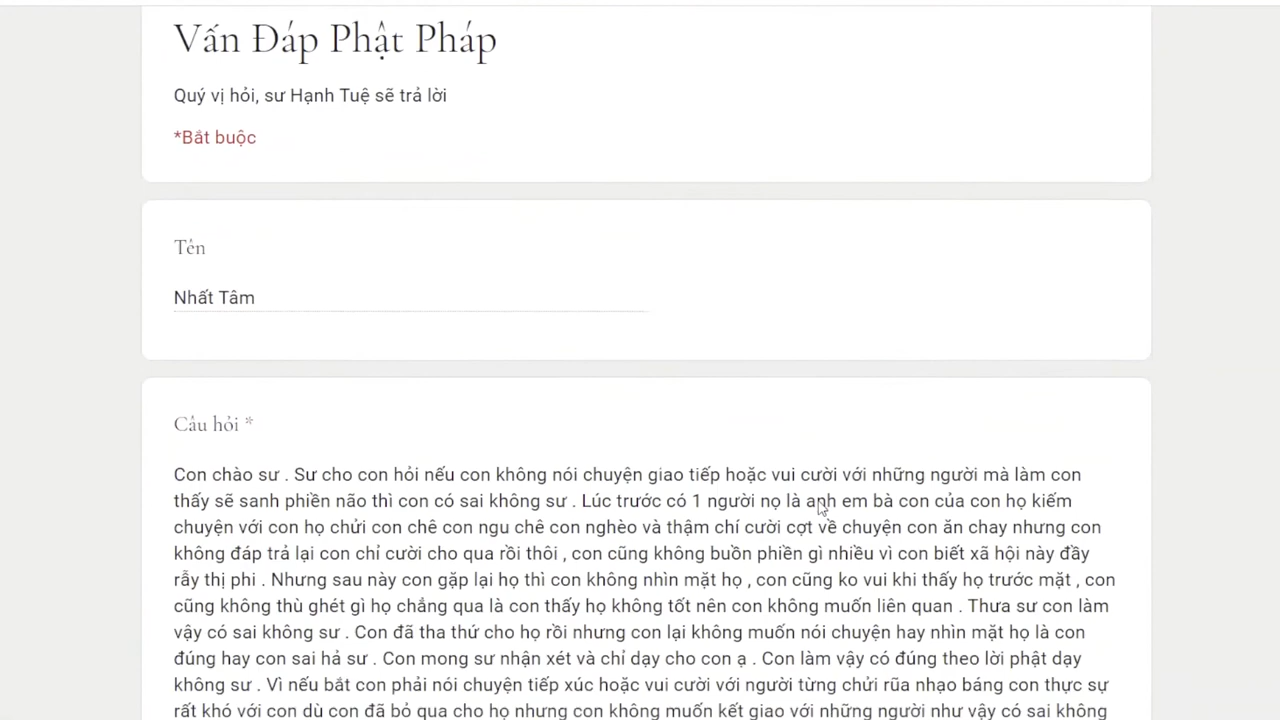 Vấn Đáp Phật Pháp
Quý vị hỏi, sư Hạnh Tuệ sẽ trả lời
*Bắt buộc
Tên
Nhất Tâm
Câu hỏi *
Con chào sư . Sư cho con hỏi nếu con không nói chuyện giao tiếp hoặc vui cười với những người mà làm con
thấy sẽ sanh phiền não thì con có sai không sư . Lúc trước có 1 người nọ là anh em bà con của con họ kiếm
chuyện với con họ chửi con chê con ngu chê con nghèo và thậm chí cười cợt về chuyện con ăn chay nhưng con
không đáp trả lại con chỉ cười cho qua rồi thôi , con cũng không buồn phiền gì nhiều vì con biết xã hội này đầy
rẫy thị phi . Nhưng sau này con gặp lại họ thì con không nhìn mặt họ , con cũng ko vui khi thấy họ trước mặt , con
cũng không thù ghét gì họ chẳng qua là con thấy họ không tốt nên con không muốn liên quan . Thưa sư con làm
vậy có sai không sư . Con đã tha thứ cho họ rồi nhưng con lại không muốn nói chuyện hay nhìn mặt họ là con
đúng hay con sai hả sư . Con mong sư nhận xét và chỉ dạy cho con ạ . Con làm vậy có đúng theo lời phật dạy
không sư . Vì nếu bắt con phải nói chuyện tiếp xúc hoặc vui cười với người từng chửi rũa nhạo báng con thực sự
rất khó với con dù con đã bỏ qua cho họ nhưng con không muốn kết giao với những người như vậy có sai không